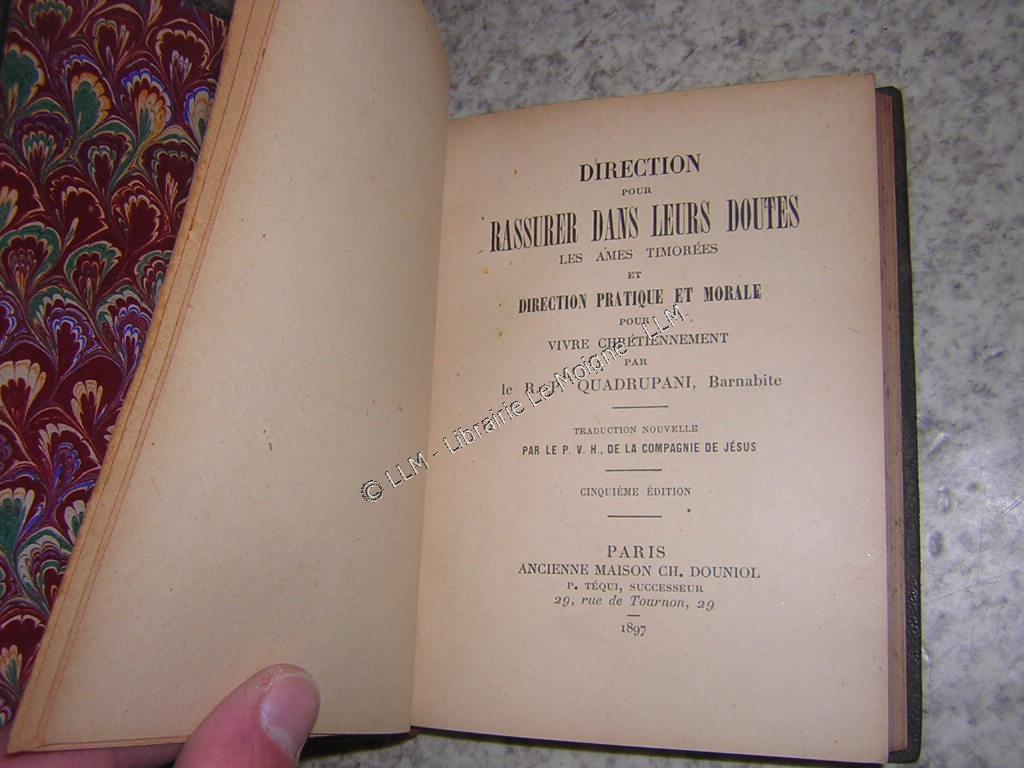 DIRECTION
POUR
RASSURER DANS LEURS DOUTES
LES AMES TIMORÉES
ET
DIRECTION PRATIQUE ET MORALE
POUR
VIVRE CHRÉTIENNEMENT
PAR
le R. P. QUADRUPANI, Barnabite
TRADUCTION NOUVELLE
PAR LE P. V. H., DE LA COMPAGNIE DE JÉSUS
CINQUIÈME ÉDITION
PARIS
ANCIENNE MAISON CH. DOUNIOL
P. TÉQUI, SUCCESSEUR
29, rue de Tournon, 29
1897
© LLM - Librairie Le Moigne - LLM